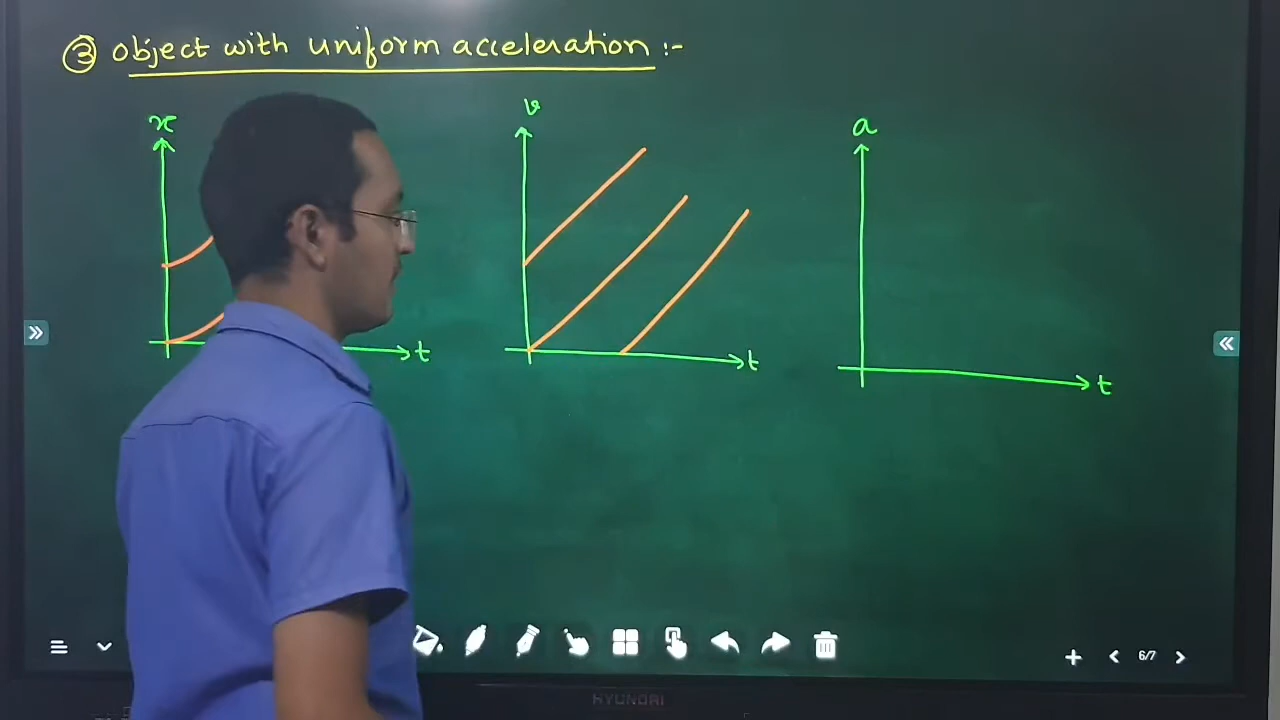 ③ object with uniform acceleration :-
x
v
a
t
t
t
6/7
HYUNDAI